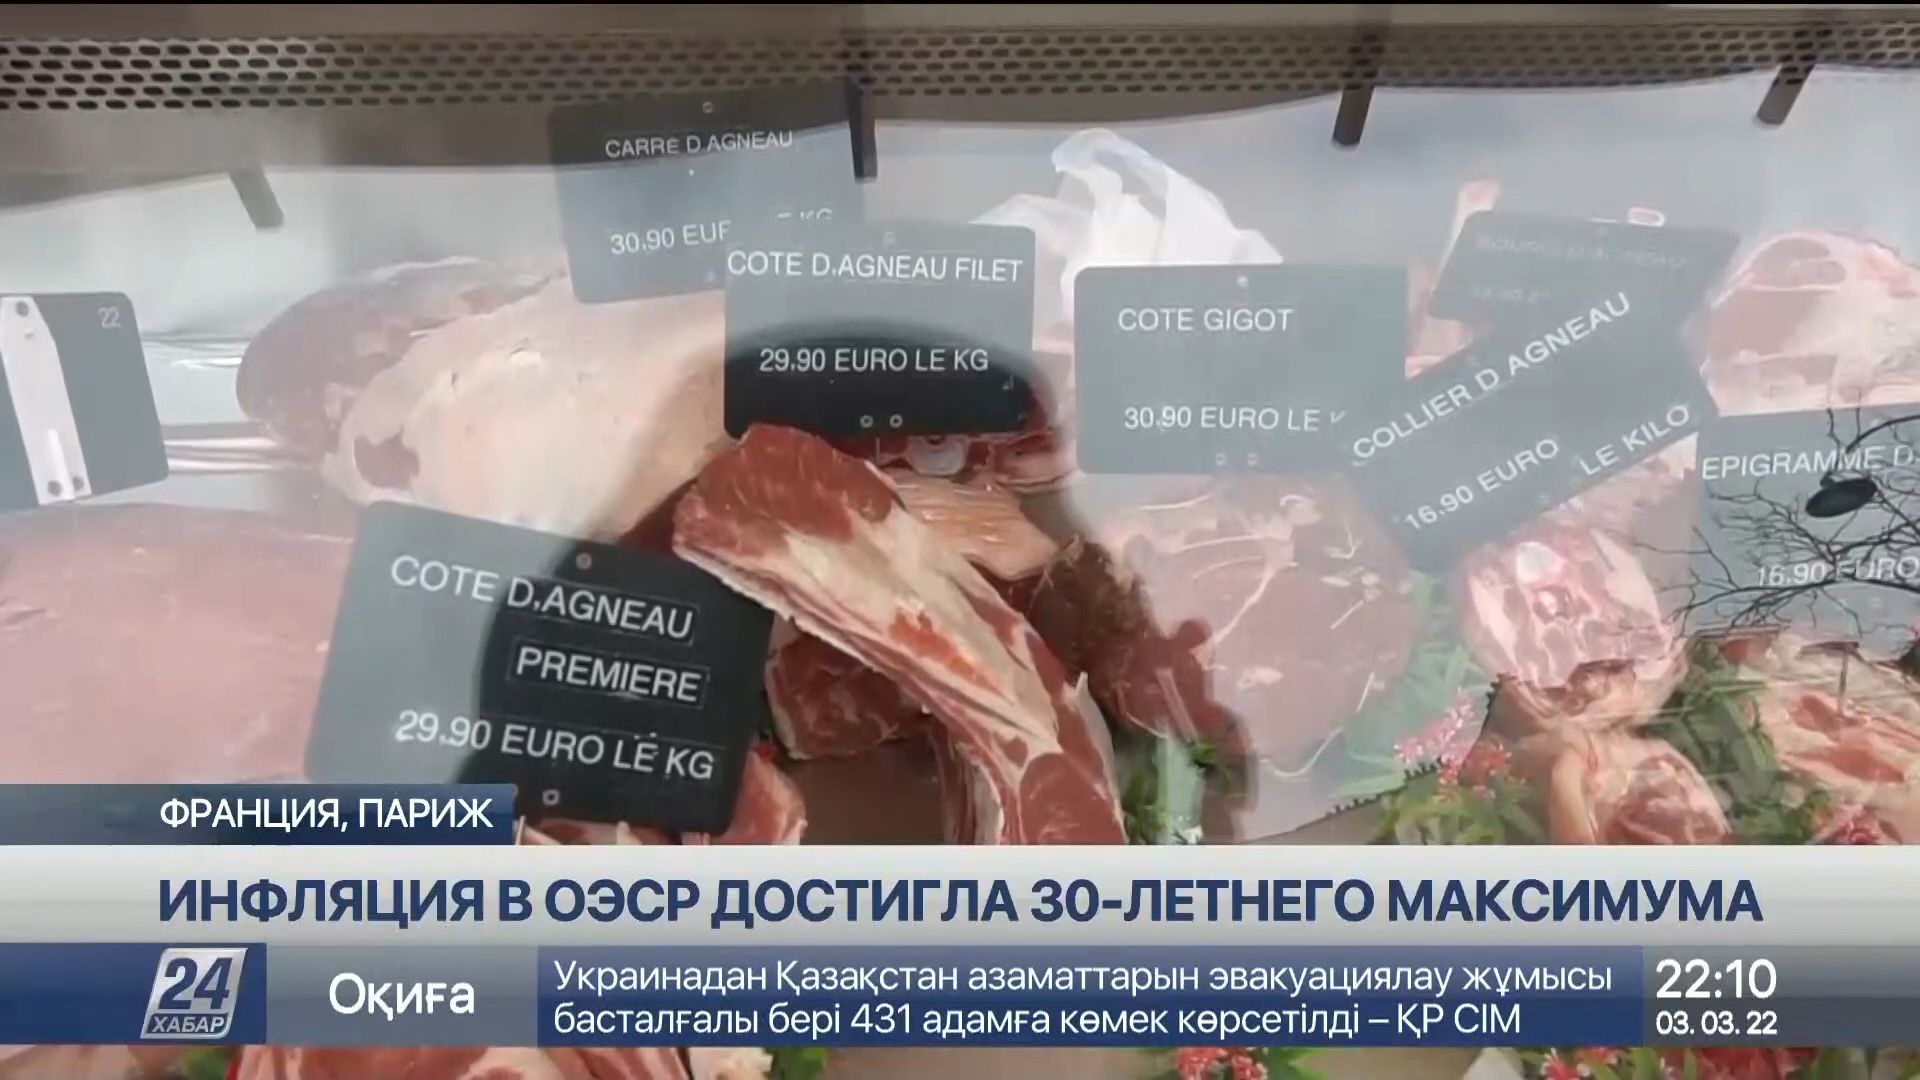 CARRE D AGNEAU
30.90 EUR
COTE D.AGNEAU FILET
29.90 EURO LE KG
COTE GIGOT
30.90 EURO LE
COLLIER D AGNEAU
16.90 EURO LE KILO
EPIGRAMME D
16.90 EURO
22
COTE D.AGNEAU
PREMIERE
29.90 EURO LE KG
ФРАНЦИЯ, ПАРИЖ
ИНФЛЯЦИЯ В ОЭСР ДОСТИГЛА 30-ЛЕТНЕГО МАКСИМУМА
24
ХАБАР
Оқиға
Украинадан Қазақстан азаматтарын эвакуациялау жұмысы
басталғалы бері 431 адамға көмек көрсетілді – ҚР СІМ
22:10
03. 03. 22